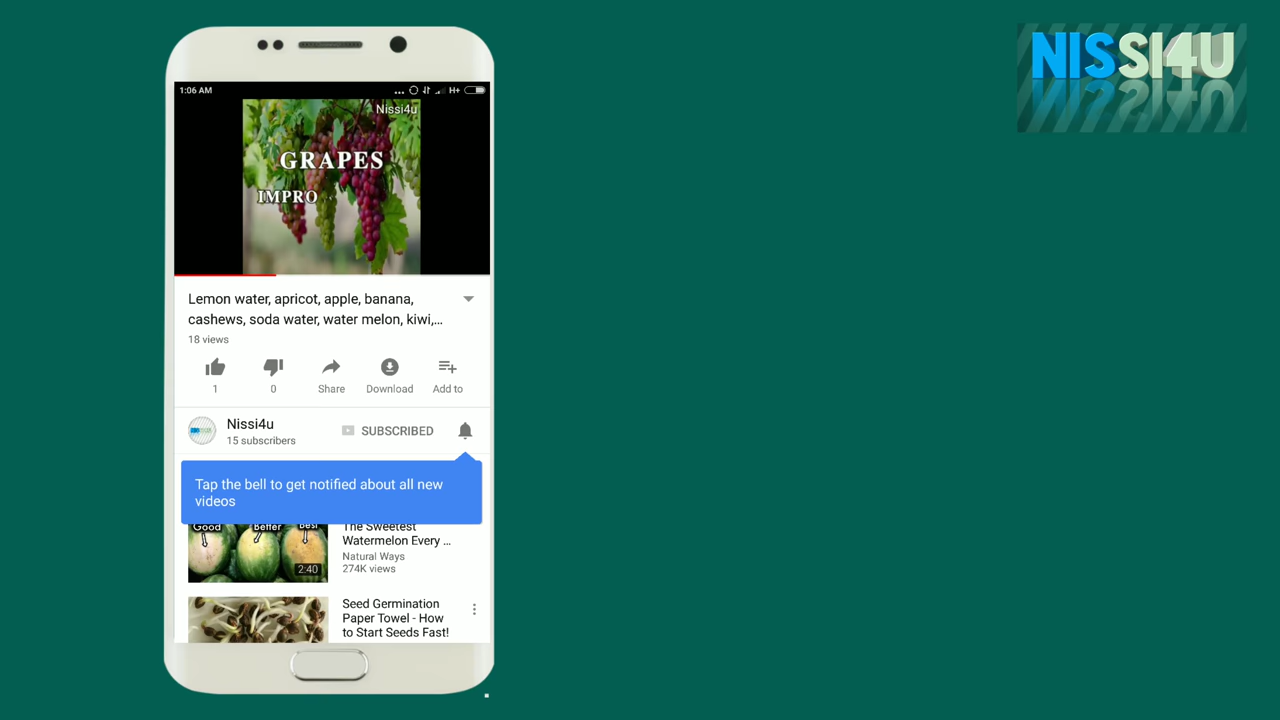 NISSI4U
1:06 AM
H+
Nissi4u
GRAPES
IMPRO
Lemon water, apricot, apple, banana,
cashews, soda water, water melon, kiwi,...
18 views
1
0
Share
Download
Add to
Nissi4u
15 subscribers
SUBSCRIBED
Tap the bell to get notified about all new
videos
Good
Better
Best
2:40
The Sweetest
Watermelon Every ...
Natural Ways
274K views
Seed Germination
Paper Towel - How
to Start Seeds Fast!